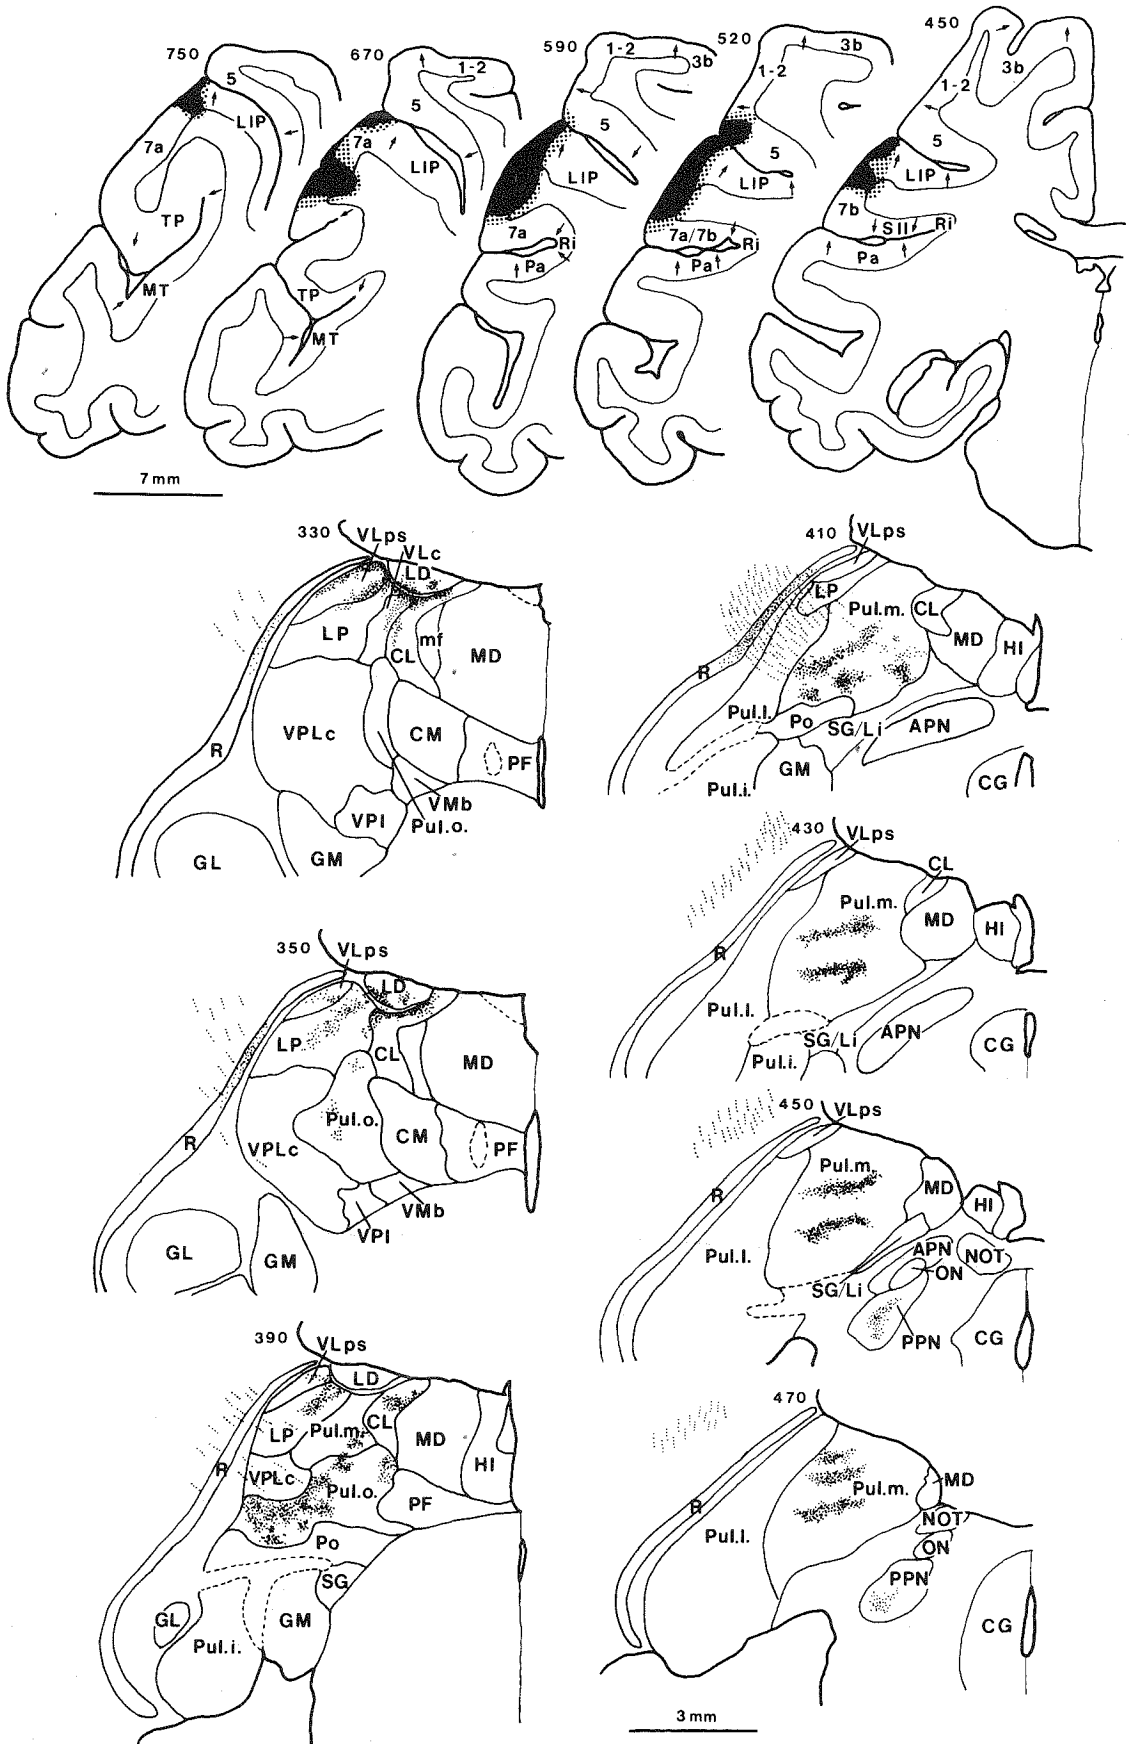 750
5
LIP
7a
TP
MT
670
1-2
5
7a
LIP
TP
MT
590
1-2
3b
5
LIP
7a
Ri
Pa
520
3b
1-2
5
LIP
7a/7b
Ri
Pa
450
3b
1-2
5
LIP
7b
SII
Ri
Pa
7mm
330
VLps
VLc
LD
LP
mf
CL
MD
VPLc
CM
R
PF
VMb
VPI
Pul.o.
GL
GM
350
VLps
LD
LP
CL
MD
Pul.o.
R
VPLc
CM
PF
VMb
VPI
GL
GM
390
VLps
LD
LP
Pul.m.
CL
MD
HI
R
VPLc
Pul.o.
PF
Po
SG
GL
GM
Pul.i.
410
VLps
LP
Pul.m.
CL
MD
HI
R
Pul.l.
Po
SG/Li
APN
GM
Pul.i.
CG
430
VLps
CL
Pul.m.
MD
HI
R
Pul.l.
SG/Li
APN
CG
Pul.i.
450
VLps
Pul.m.
MD
HI
R
Pul.l.
APN
NOT
ON
SG/Li
PPN
CG
470
MD
Pul.m.
R
NOT
Pul.l.
ON
PPN
CG
3mm